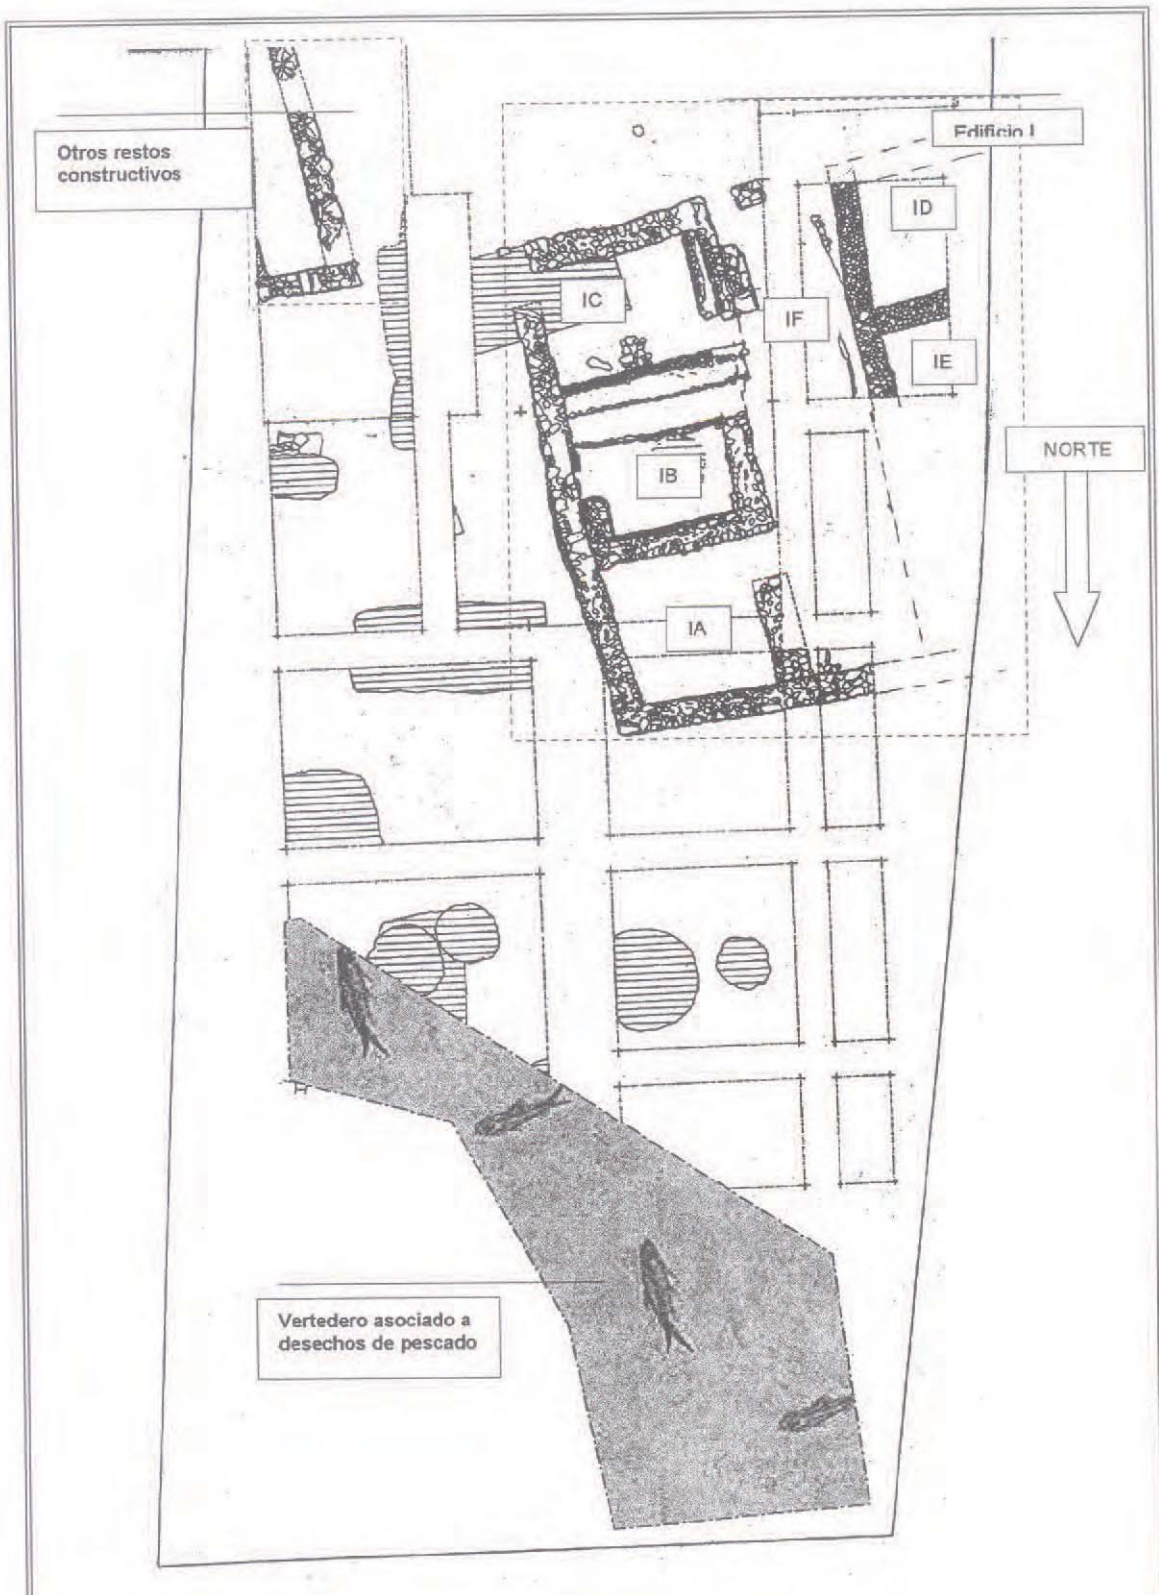 Edificio I
Otros restos
constructivos
ID
IC
IF
IE
NORTE
IB
IA
H
Vertedero asociado a
desechos de pescado